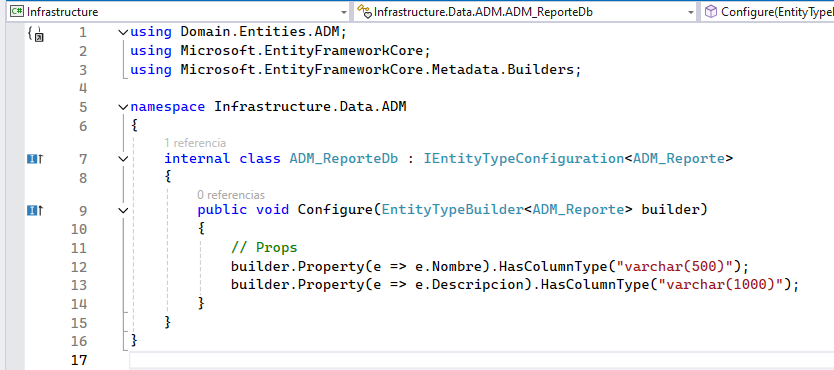 C# Infrastructure Infrastructure.Data.ADM.ADM_ReporteDb Configure(EntityType
1 using Domain.Entities.ADM;
2 using Microsoft.EntityFrameworkCore;
3 using Microsoft.EntityFrameworkCore.Metadata.Builders;
4
5 namespace Infrastructure.Data.ADM
6 {
1 referencia
7 internal class ADM_ReporteDb : IEntityTypeConfiguration<ADM_Reporte>
8 {
0 referencias
9 public void Configure(EntityTypeBuilder<ADM_Reporte> builder)
10 {
11 // Props
12 builder.Property(e => e.Nombre).HasColumnType("varchar(500)");
13 builder.Property(e => e.Descripcion).HasColumnType("varchar(1000)");
14 }
15 }
16 }
17